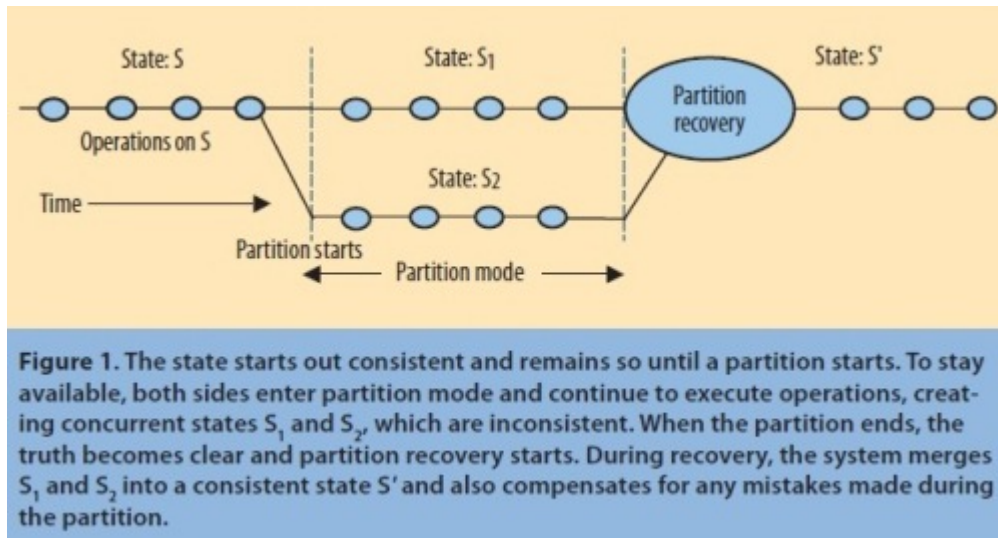 State: S
State: S1
State: S'
Partition
recovery
Operations on S
State: S2
Time
Partition starts
Partition mode
Figure 1. The state starts out consistent and remains so until a partition starts. To stay
available, both sides enter partition mode and continue to execute operations, creat-
ing concurrent states S1 and S2, which are inconsistent. When the partition ends, the
truth becomes clear and partition recovery starts. During recovery, the system merges
S1 and S2 into a consistent state S' and also compensates for any mistakes made during
the partition.